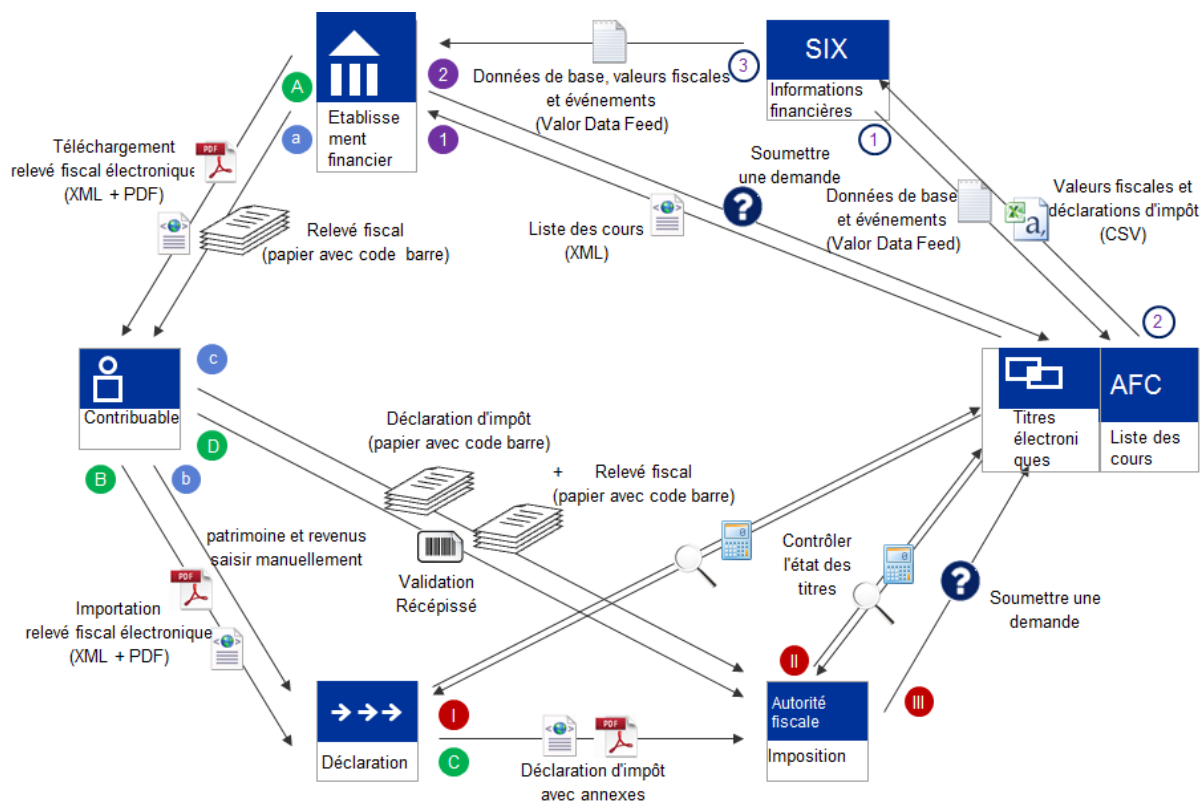 SIX
Informations
financières
3
2
Données de base, valeurs fiscales
et événements
(Valor Data Feed)
A
Etablisse
ment
financier
a
1
1
Téléchargement
relevé fiscal électronique
(XML + PDF)
PDF
Relevé fiscal
(papier avec code barre)
Soumettre
une demande
?
Liste des cours
(XML)
Données de base
et événements
(Valor Data Feed)
a,
Valeurs fiscales et
déclarations d'impôt
(CSV)
2
Contribuable
c
D
B
b
Déclaration d'impôt
(papier avec code barre)
+ Relevé fiscal
(papier avec code barre)
Titres
électroni
ques
AFC
Liste des
cours
patrimoine et revenus
saisir manuellement
PDF
Importation
relevé fiscal électronique
(XML + PDF)
Validation
Récépissé
Contrôler
l'état des
titres
?
Soumettre une
demande
Déclaration
I
C
PDF
Déclaration d'impôt
avec annexes
II
Autorité
fiscale
Imposition
III